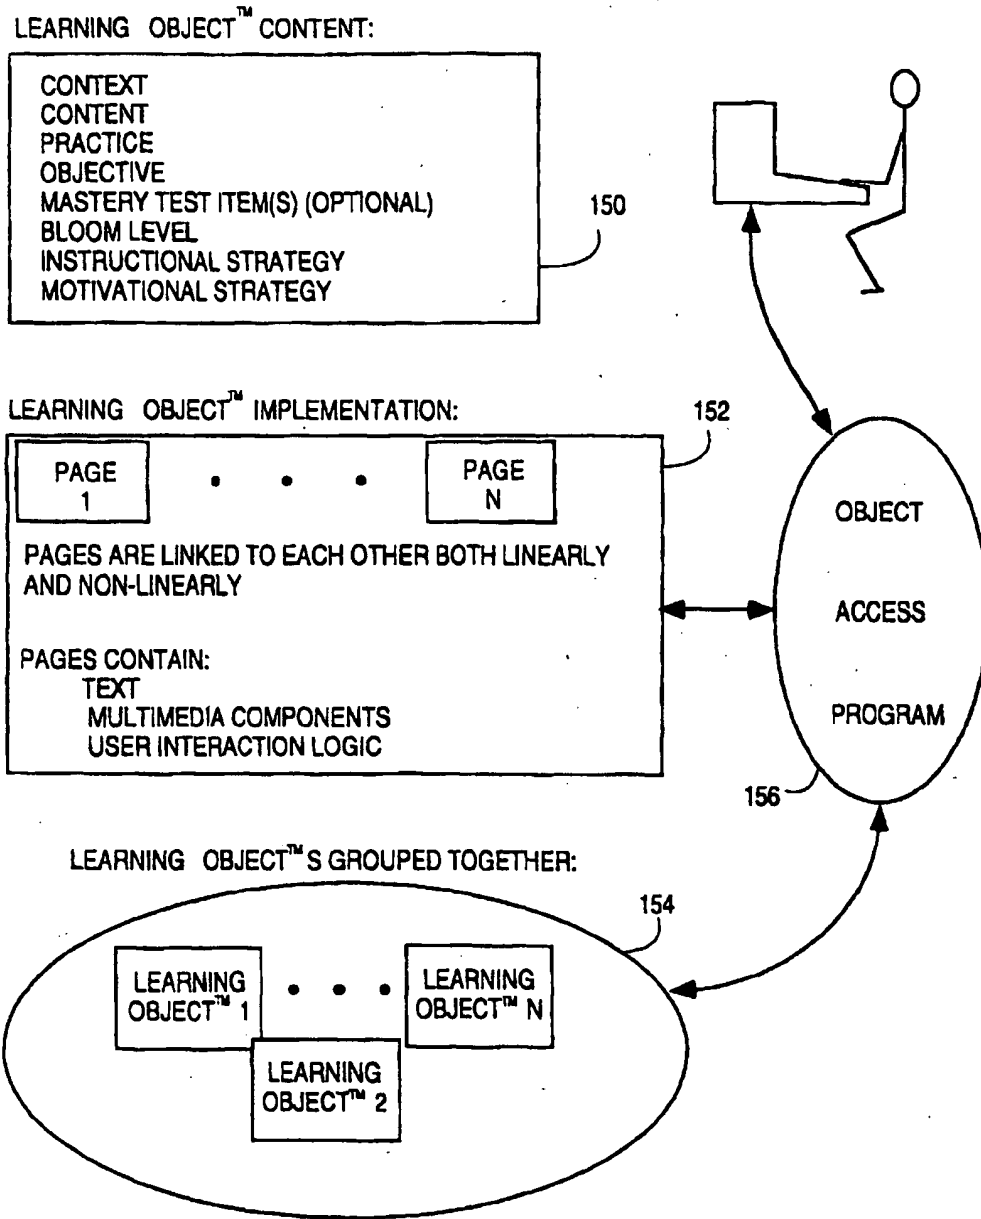 LEARNING OBJECT™ CONTENT:
CONTEXT
CONTENT
PRACTICE
OBJECTIVE
MASTERY TEST ITEM(S) (OPTIONAL)
BLOOM LEVEL
INSTRUCTIONAL STRATEGY
MOTIVATIONAL STRATEGY
150
LEARNING OBJECT™ IMPLEMENTATION:
152
PAGE
1
• • •
PAGE
N
PAGES ARE LINKED TO EACH OTHER BOTH LINEARLY
AND NON-LINEARLY
PAGES CONTAIN:
TEXT
MULTIMEDIA COMPONENTS
USER INTERACTION LOGIC
OBJECT
ACCESS
PROGRAM
156
LEARNING OBJECT™S GROUPED TOGETHER:
154
LEARNING
OBJECT™ 1
• • •
LEARNING
OBJECT™ N
LEARNING
OBJECT™ 2